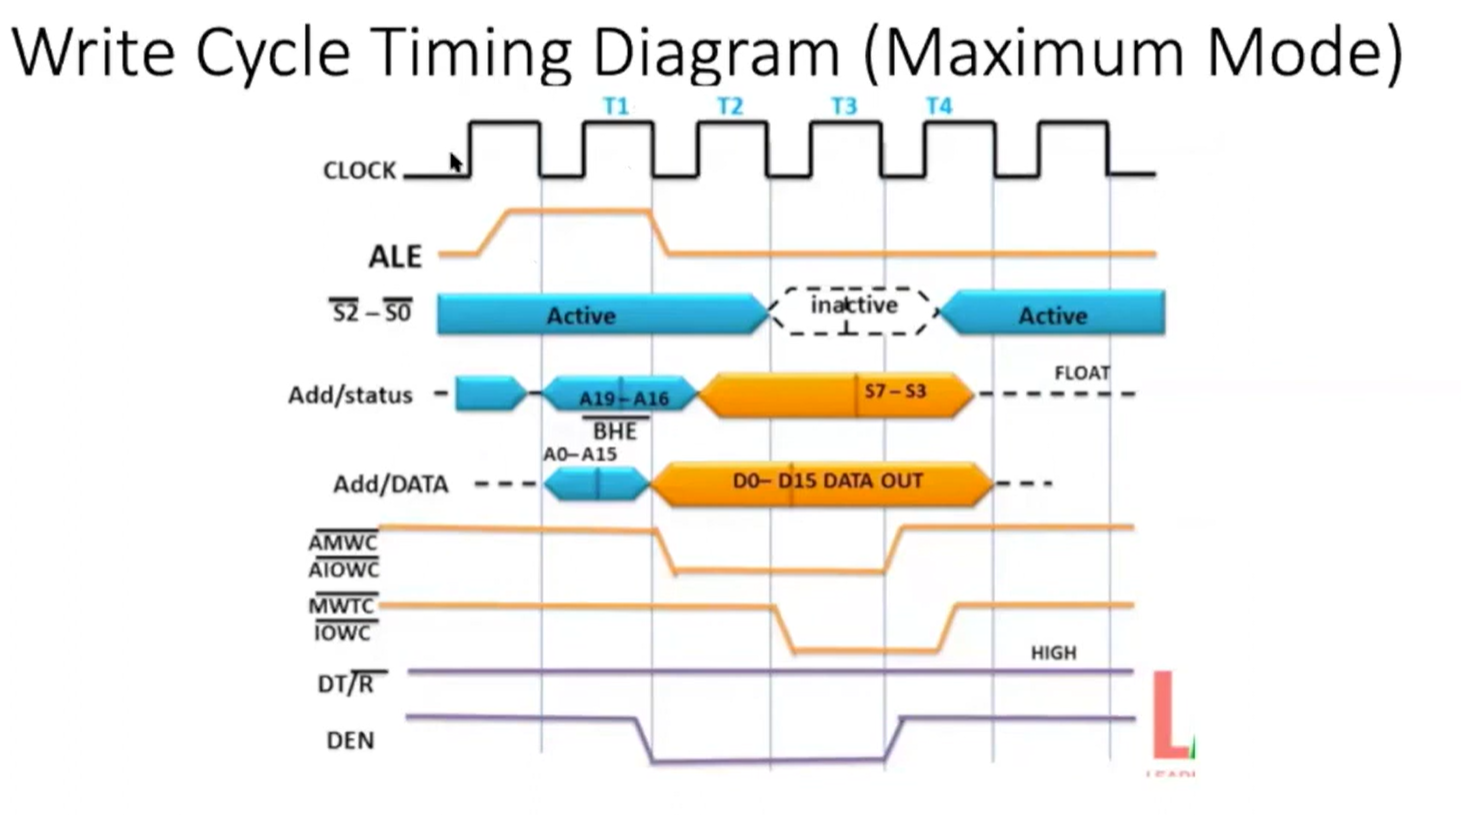 Write Cycle Timing Diagram (Maximum Mode)
T1 T2 T3 T4
CLOCK
ALE
S2 – S0
Active
inactive
Active
Add/status
A19–A16
BHE
S7 – S3
FLOAT
A0–A15
Add/DATA
D0– D15 DATA OUT
AMWC
AIOWC
MWTC
IOWC
HIGH
DT/R
DEN
L